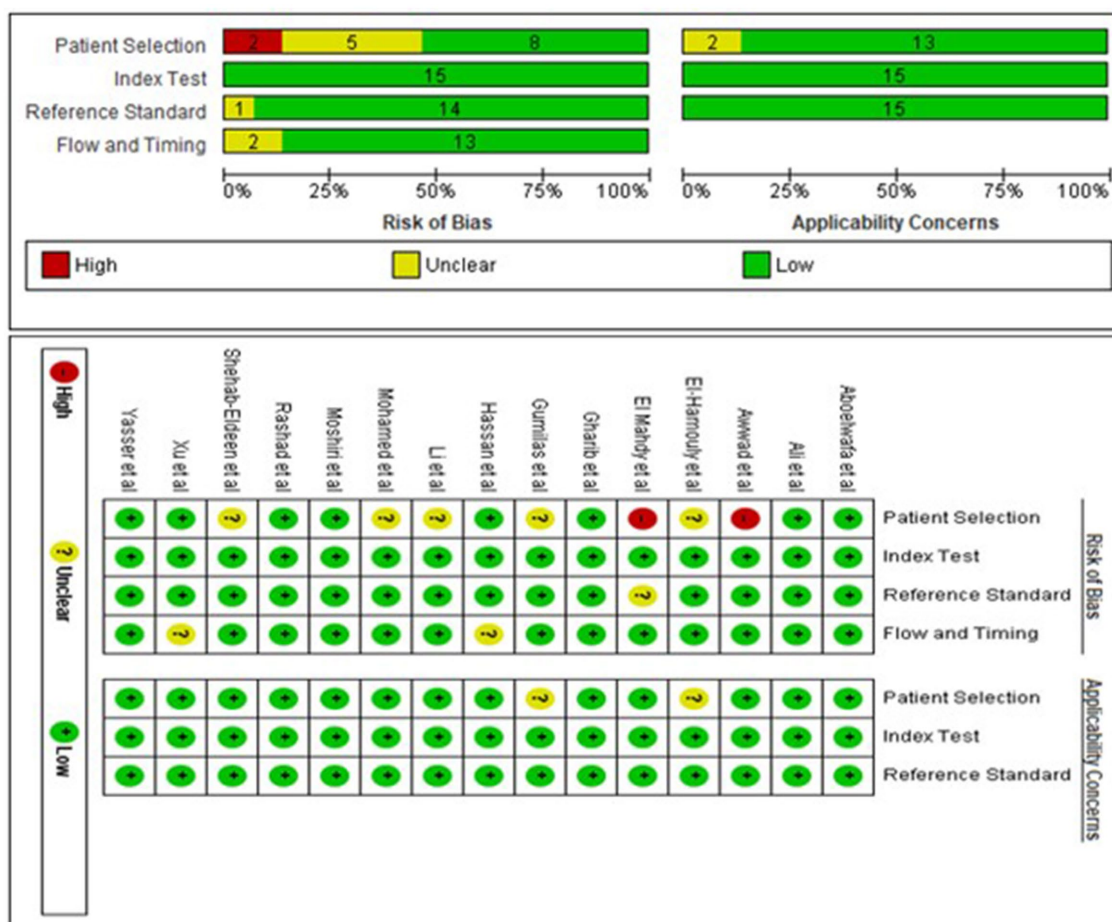 Patient Selection 2 5 8 2 13
Index Test 15 15
Reference Standard 1 14 15
Flow and Timing 2 13
0% 25% 50% 75% 100% 0% 25% 50% 75% 100%
Risk of Bias Applicability Concerns
High Unclear Low
Yasser et al
Xu et al
Shehab-Eldeen et al
Rashad et al
Moshiri et al
Mohamed et al
Li et al
Hassan et al
Gumilas et al
Gharib et al
El Mahdy et al
El-Hamouly et al
Awwad et al
Ali et al
Aboelwafa et al
+ + ? + + ? ? + ? + - ? - + + Patient Selection
+ + + + + + + + + + + + + + + Index Test
+ + + + + + + + + + ? + + + + Reference Standard
+ ? + + + + + ? + + + + + + + Flow and Timing
Risk of Bias
+ + + + + + + + ? + + ? + + + Patient Selection
+ + + + + + + + + + + + + + + Index Test
+ + + + + + + + + + + + + + + Reference Standard
Applicability Concerns
- High
? Unclear
+ Low